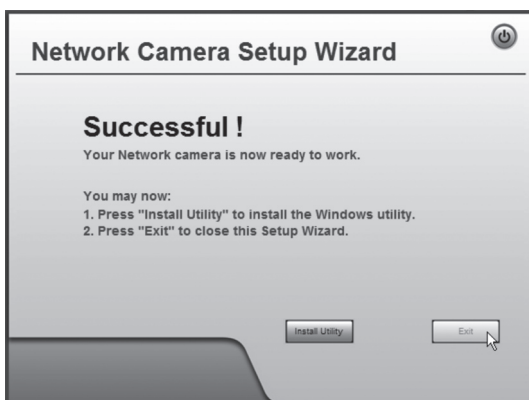 Network Camera Setup Wizard
Successful !
Your Network camera is now ready to work.
You may now:
1. Press "Install Utility" to install the Windows utility.
2. Press "Exit" to close this Setup Wizard.
Install Utility
Exit